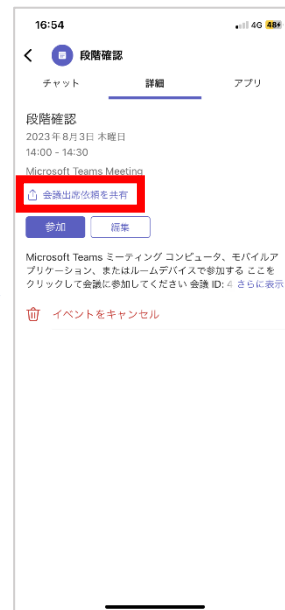 16:54
4G 48
段階確認
チャット 詳細 アプリ
段階確認
2023年8月3日 木曜日
14:00 - 14:30
Microsoft Teams Meeting
会議出席依頼を共有
参加 編集
Microsoft Teams ミーティング コンピュータ、モバイルア
プリケーション、またはルームデバイスで参加する ここを
クリックして会議に参加してください 会議 ID: 4 さらに表示
イベントをキャンセル